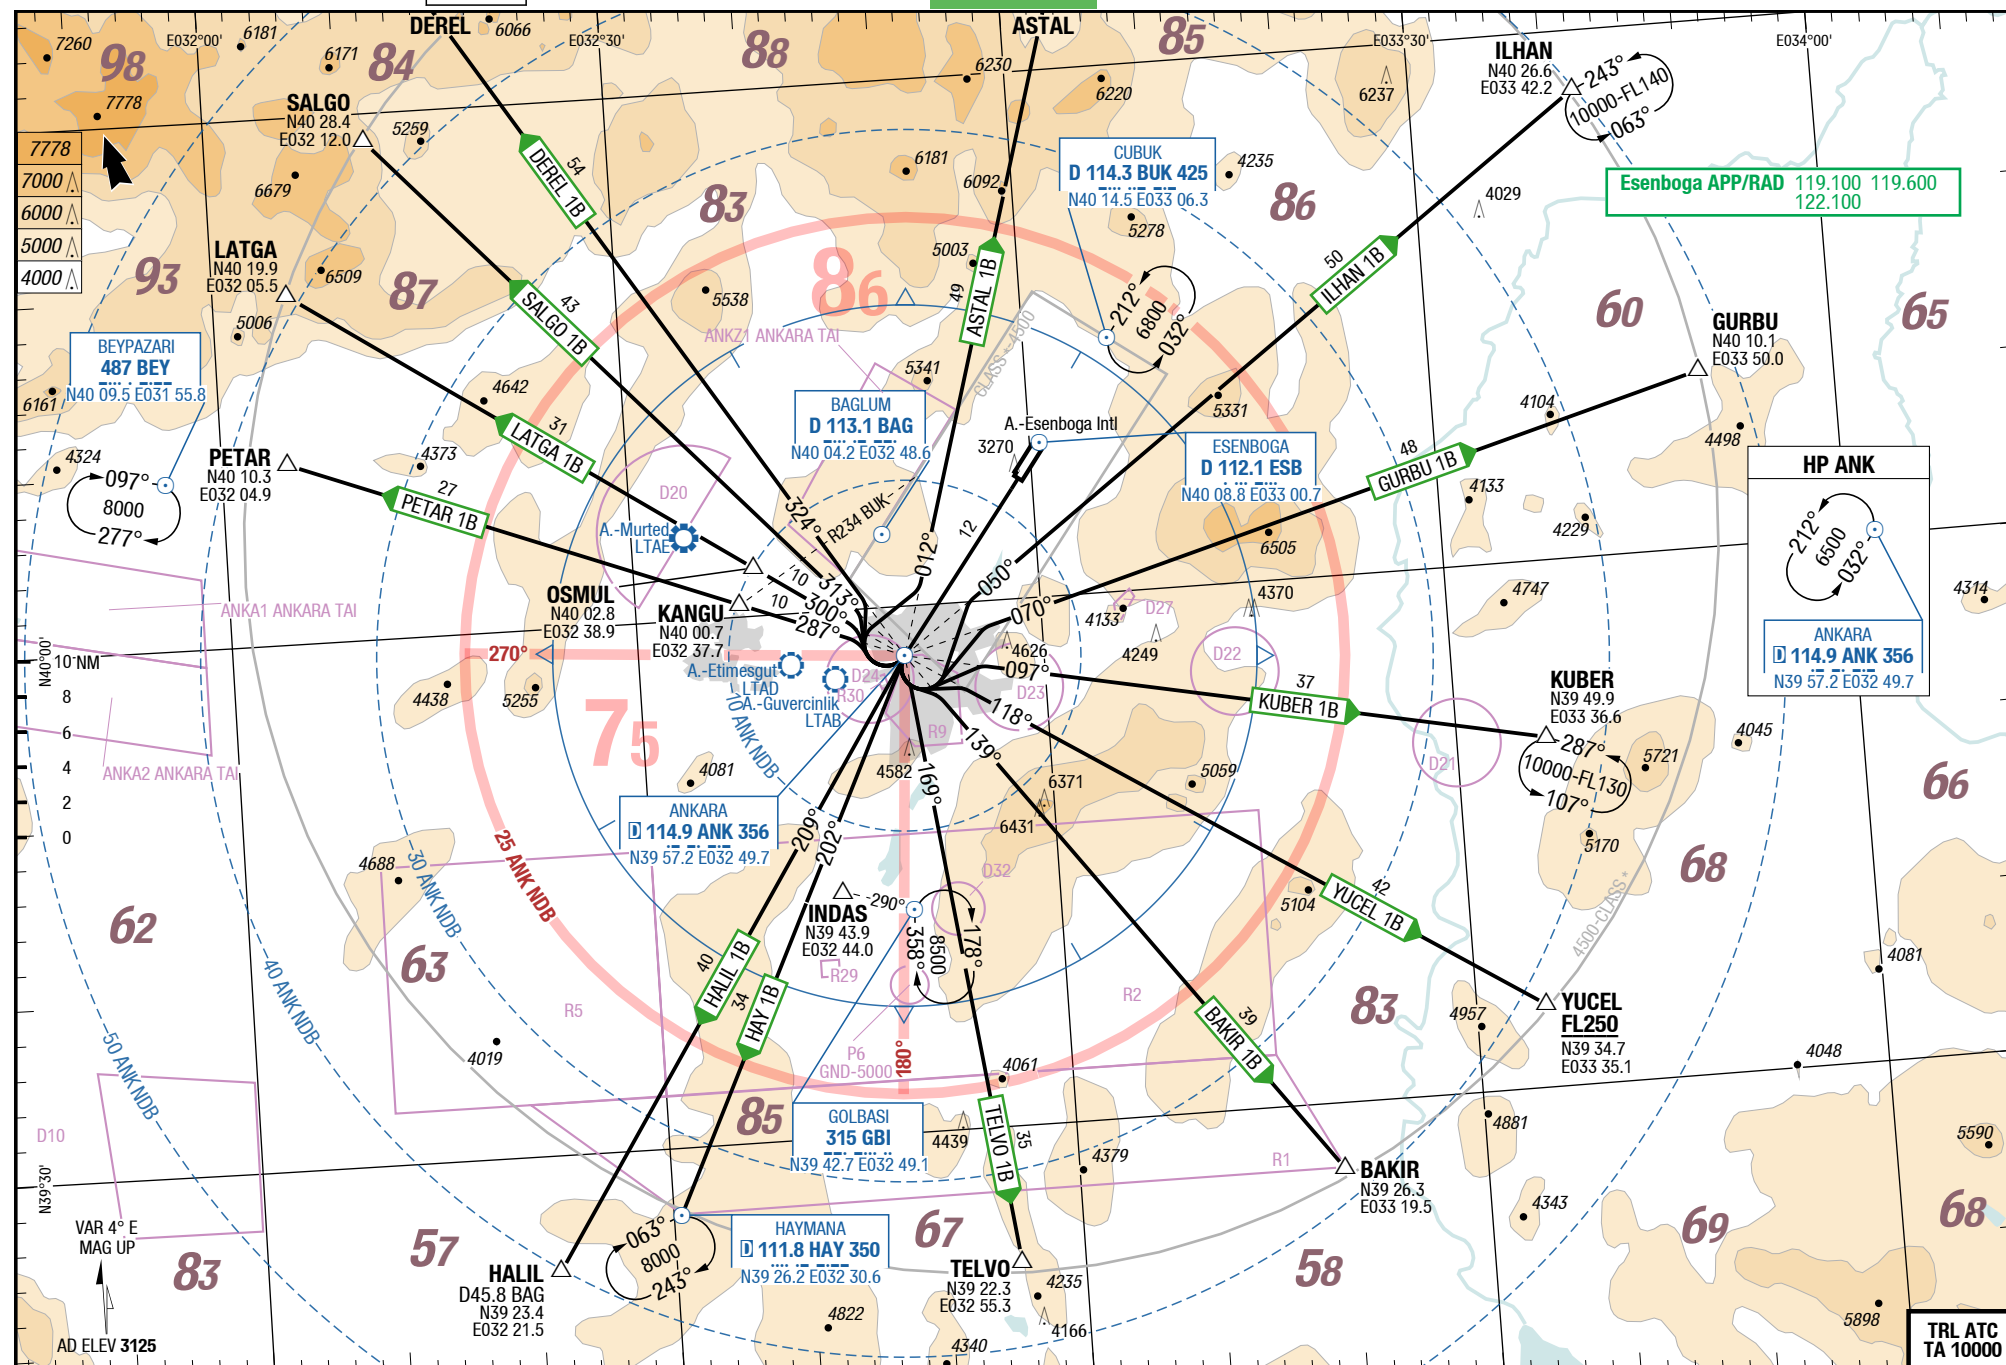 DEREL
ASTAL
7260
98
E032°00'
6181
84
6171
6066
E032°30'
88
6230
6220
85
E033°30'
6237
ILHAN
N40 26.6
E033 42.2
243°
10000-FL140
063°
E034°00'
7778
SALGO
N40 28.4
E032 12.0
5259
6679
7778
7000
6000
5000
4000
54
DEREL 1B
83
6181
6092
CUBUK
D 114.3 BUK 425
N40 14.5 E033 06.3
4235
86
5278
4029
Esenboga APP/RAD 119.100 119.600
122.100
LATGA
N40 19.9
E032 05.5
93
6509
87
5006
43
SALGO 1B
5538
86
5003
49
ASTAL 1B
50
ILHAN 1B
60
65
ANKZ1 ANKARA TAI
CLASS * 4500
212°
6800
032°
GURBU
N40 10.1
E033 50.0
BEYPAZARI
487 BEY
N40 09.5 E031 55.8
6161
4642
5341
5331
4104
4498
31
LATGA 1B
BAGLUM
D 113.1 BAG
N40 04.2 E032 48.6
A.-Esenboga Intl
3270
ESENBOGA
D 112.1 ESB
N40 08.8 E033 00.7
48
GURBU 1B
4324
097°
8000
277°
PETAR
N40 10.3
E032 04.9
4373
27
PETAR 1B
D20
A.-Murted
LTAE
324°
R234 BUK
012°
12
4133
4229
6505
HP ANK
212°
6500
032°
ANKARA
D 114.9 ANK 356
N39 57.2 E032 49.7
ANKA1 ANKARA TAI
OSMUL
N40 02.8
E032 38.9
KANGU
N40 00.7
E032 37.7
10
10
313°
300°
287°
050°
070°
4133
D27
4370
4249
4747
4314
N40°00'
10 NM
8
6
4
2
0
270°
A.-Etimesgut
LTAD
A.-Guvercinlik
LTAB
D24
R30
R9
4626
097°
D23
118°
139°
169°
D22
37
KUBER 1B
KUBER
N39 49.9
E033 36.6
287°
10000-FL130
107°
5721
4045
D21
66
4438
5255
75
10 ANK NDB
ANKA2 ANKARA TAI
4081
4582
6371
6431
5059
5170
ANKARA
D 114.9 ANK 356
N39 57.2 E032 49.7
209°
202°
4688
30 ANK NDB
25 ANK NDB
D32
5104
42
YUCEL 1B
68
62
63
INDAS
N39 43.9
E032 44.0
290°
358°
8500
178°
R29
40
HALIL 1B
34
HAY 1B
4500-CLASS *
4081
40 ANK NDB
R5
R2
39
BAKIR 1B
83
4957
YUCEL
FL250
N39 34.7
E033 35.1
4019
P6
GND-5000
180°
4061
4048
50 ANK NDB
D10
85
GOLBASI
315 GBI
N39 42.7 E032 49.1
4439
35
TELVO 1B
4379
R1
4881
5590
BAKIR
N39 26.3
E033 19.5
4343
N39°30'
VAR 4° E
MAG UP
83
57
063°
8000
243°
HAYMANA
D 111.8 HAY 350
N39 26.2 E032 30.6
67
69
68
HALIL
D45.8 BAG
N39 23.4
E032 21.5
TELVO
N39 22.3
E032 55.3
4235
58
AD ELEV 3125
4822
4340
4166
5898
TRL ATC
TA 10000